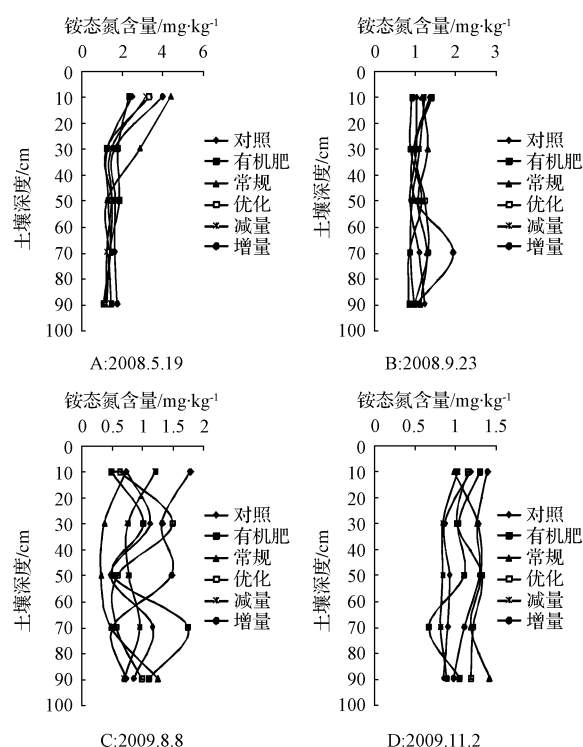 铵态氮含量/mg·kg-1
0 2 4 6
土壤深度/cm
0
10
20
30
40
50
60
70
80
90
100
对照
有机肥
常规
优化
减量
增量
A:2008.5.19
铵态氮含量/mg·kg-1
0 1 2 3
土壤深度/cm
0
10
20
30
40
50
60
70
80
90
100
对照
有机肥
常规
优化
减量
增量
B:2008.9.23
铵态氮含量/mg·kg-1
0 0.5 1 1.5 2
土壤深度/cm
0
10
20
30
40
50
60
70
80
90
100
对照
有机肥
常规
优化
减量
增量
C:2009.8.8
铵态氮含量/mg·kg-1
0 0.5 1 1.5
土壤深度/cm
0
10
20
30
40
50
60
70
80
90
100
对照
有机肥
常规
优化
减量
增量
D:2009.11.2